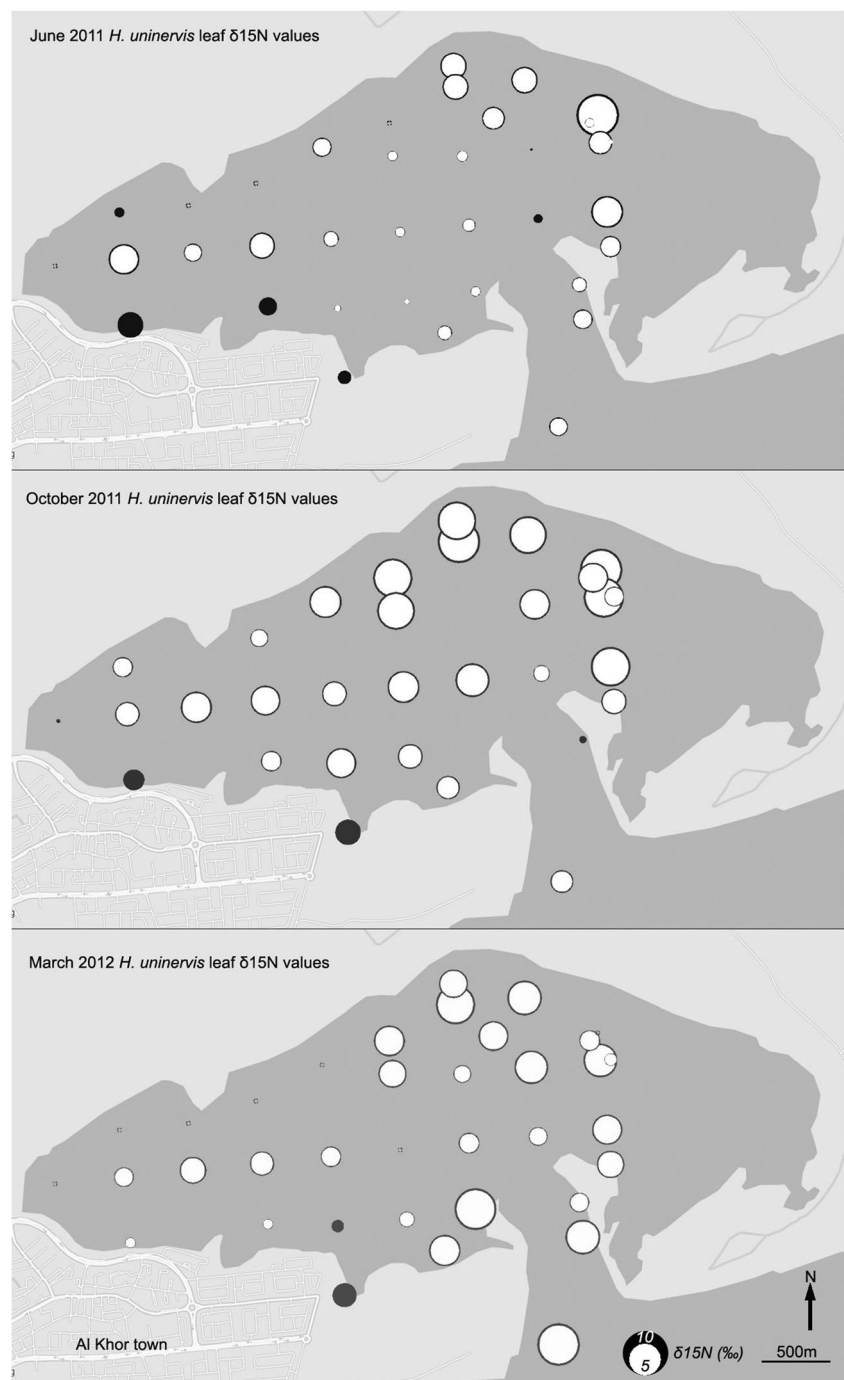 June 2011 H. uninervis leaf δ15N values
g
October 2011 H. uninervis leaf δ15N values
g
March 2012 H. uninervis leaf δ15N values
N
Al Khor town
10
5
δ15N (‰)
500m
g